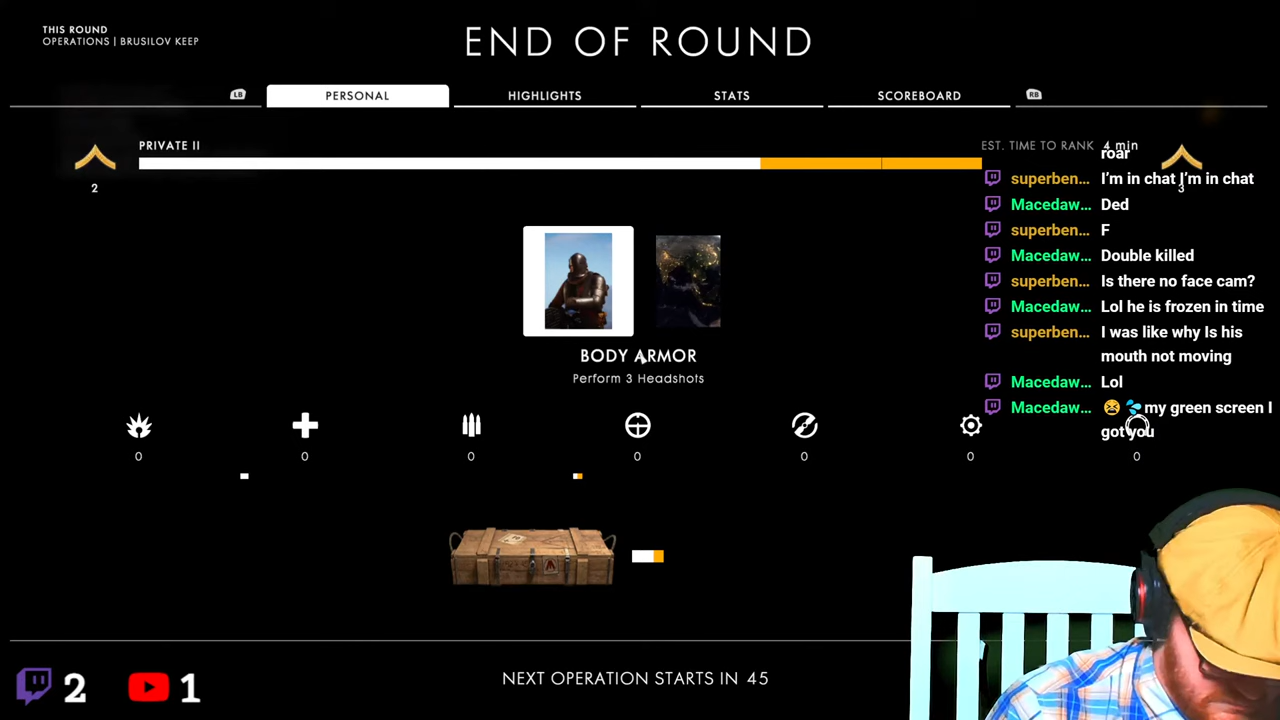 THIS ROUND
OPERATIONS | BRUSILOV KEEP
END OF ROUND
LB
PERSONAL
HIGHLIGHTS
STATS
SCOREBOARD
RB
PRIVATE II
EST. TIME TO RANK 4 min
2
3
roar
superben... I'm in chat I'm in chat
Macedaw... Ded
superben... F
Macedaw... Double killed
superben... Is there no face cam?
Macedaw... Lol he is frozen in time
superben... I was like why Is his
mouth not moving
Macedaw... Lol
Macedaw... 😫 💦 my green screen I
got you
BODY ARMOR
Perform 3 Headshots
0 0 0 0 0 0 0
2 1
NEXT OPERATION STARTS IN 45